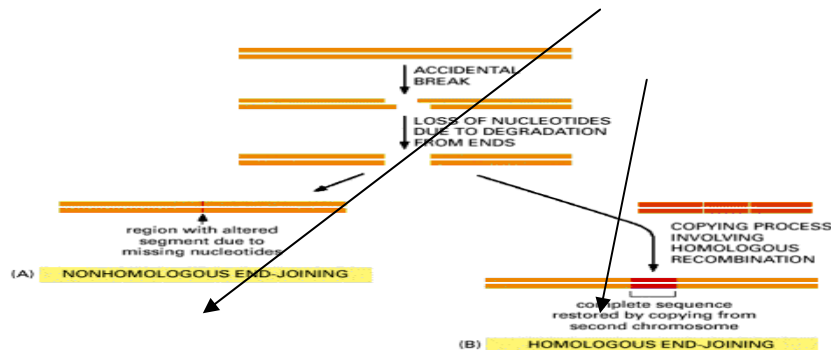 ACCIDENTAL
BREAK
LOSS OF NUCLEOTIDES
DUE TO DEGRADATION
FROM ENDS
region with altered
segment due to
missing nucleotides
(A) NONHOMOLOGOUS END-JOINING
COPYING PROCESS
INVOLVING
HOMOLOGOUS
RECOMBINATION
complete sequence
restored by copying from
second chromosome
(B) HOMOLOGOUS END-JOINING